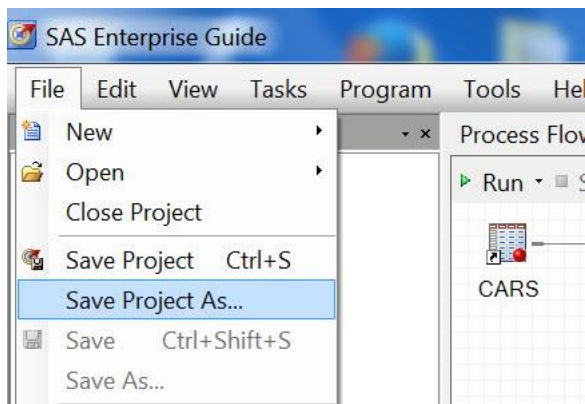 SAS Enterprise Guide
File Edit View Tasks Program Tools Hel
New
Process Flow
Open
Run
Close Project
Save Project Ctrl+S
Save Project As...
CARS
Save Ctrl+Shift+S
Save As...